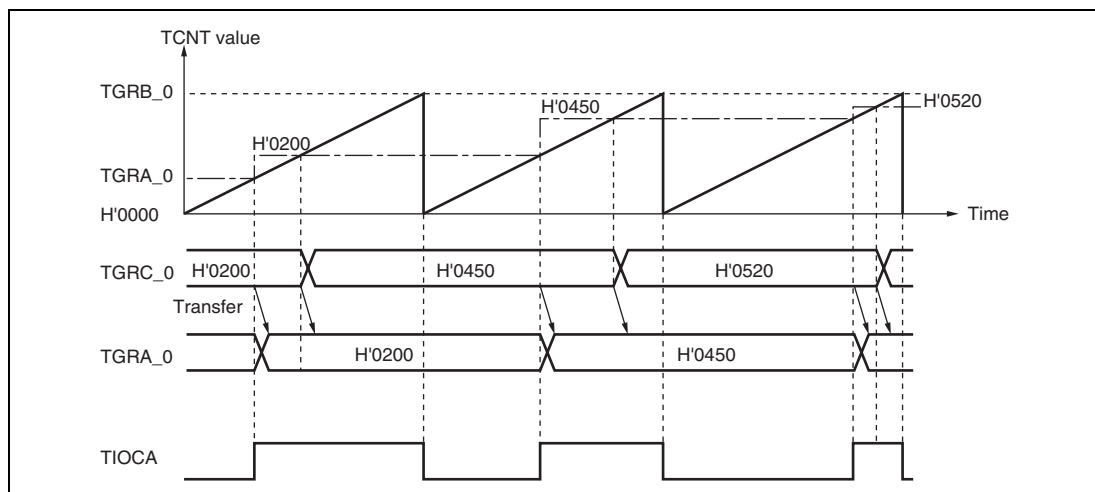 TCNT value
TGRB_0
H'0520
H'0450
H'0200
TGRA_0
H'0000
Time
TGRC_0
H'0200
H'0450
H'0520
Transfer
TGRA_0
H'0200
H'0450
TIOCA